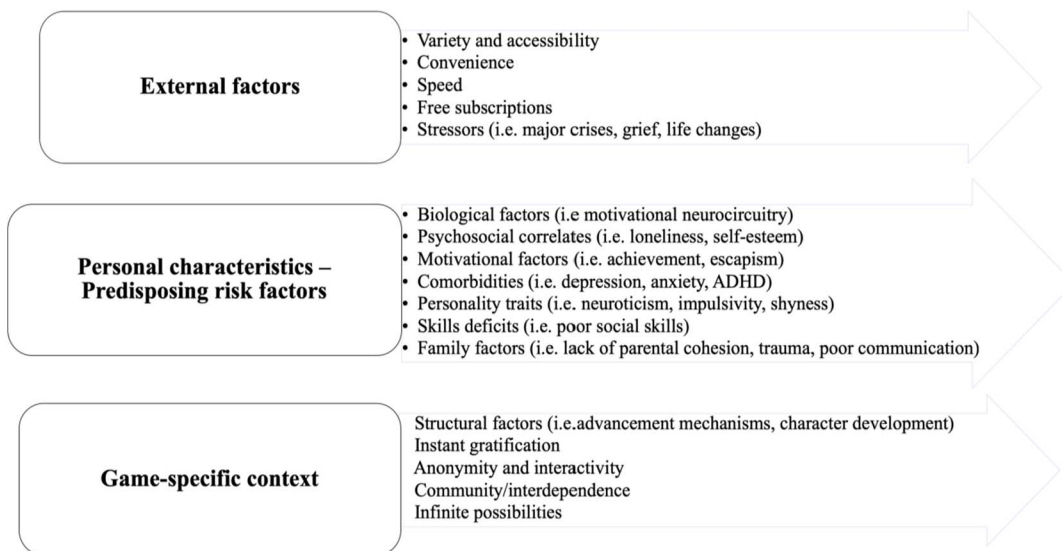 External factors
• Variety and accessibility
• Convenience
• Speed
• Free subscriptions
• Stressors (i.e. major crises, grief, life changes)
Personal characteristics –
Predisposing risk factors
• Biological factors (i.e motivational neurocircuitry)
• Psychosocial correlates (i.e. loneliness, self-esteem)
• Motivational factors (i.e. achievement, escapism)
• Comorbidities (i.e. depression, anxiety, ADHD)
• Personality traits (i.e. neuroticism, impulsivity, shyness)
• Skills deficits (i.e. poor social skills)
• Family factors (i.e. lack of parental cohesion, trauma, poor communication)
Game-specific context
Structural factors (i.e.advancement mechanisms, character development)
Instant gratification
Anonymity and interactivity
Community/interdependence
Infinite possibilities